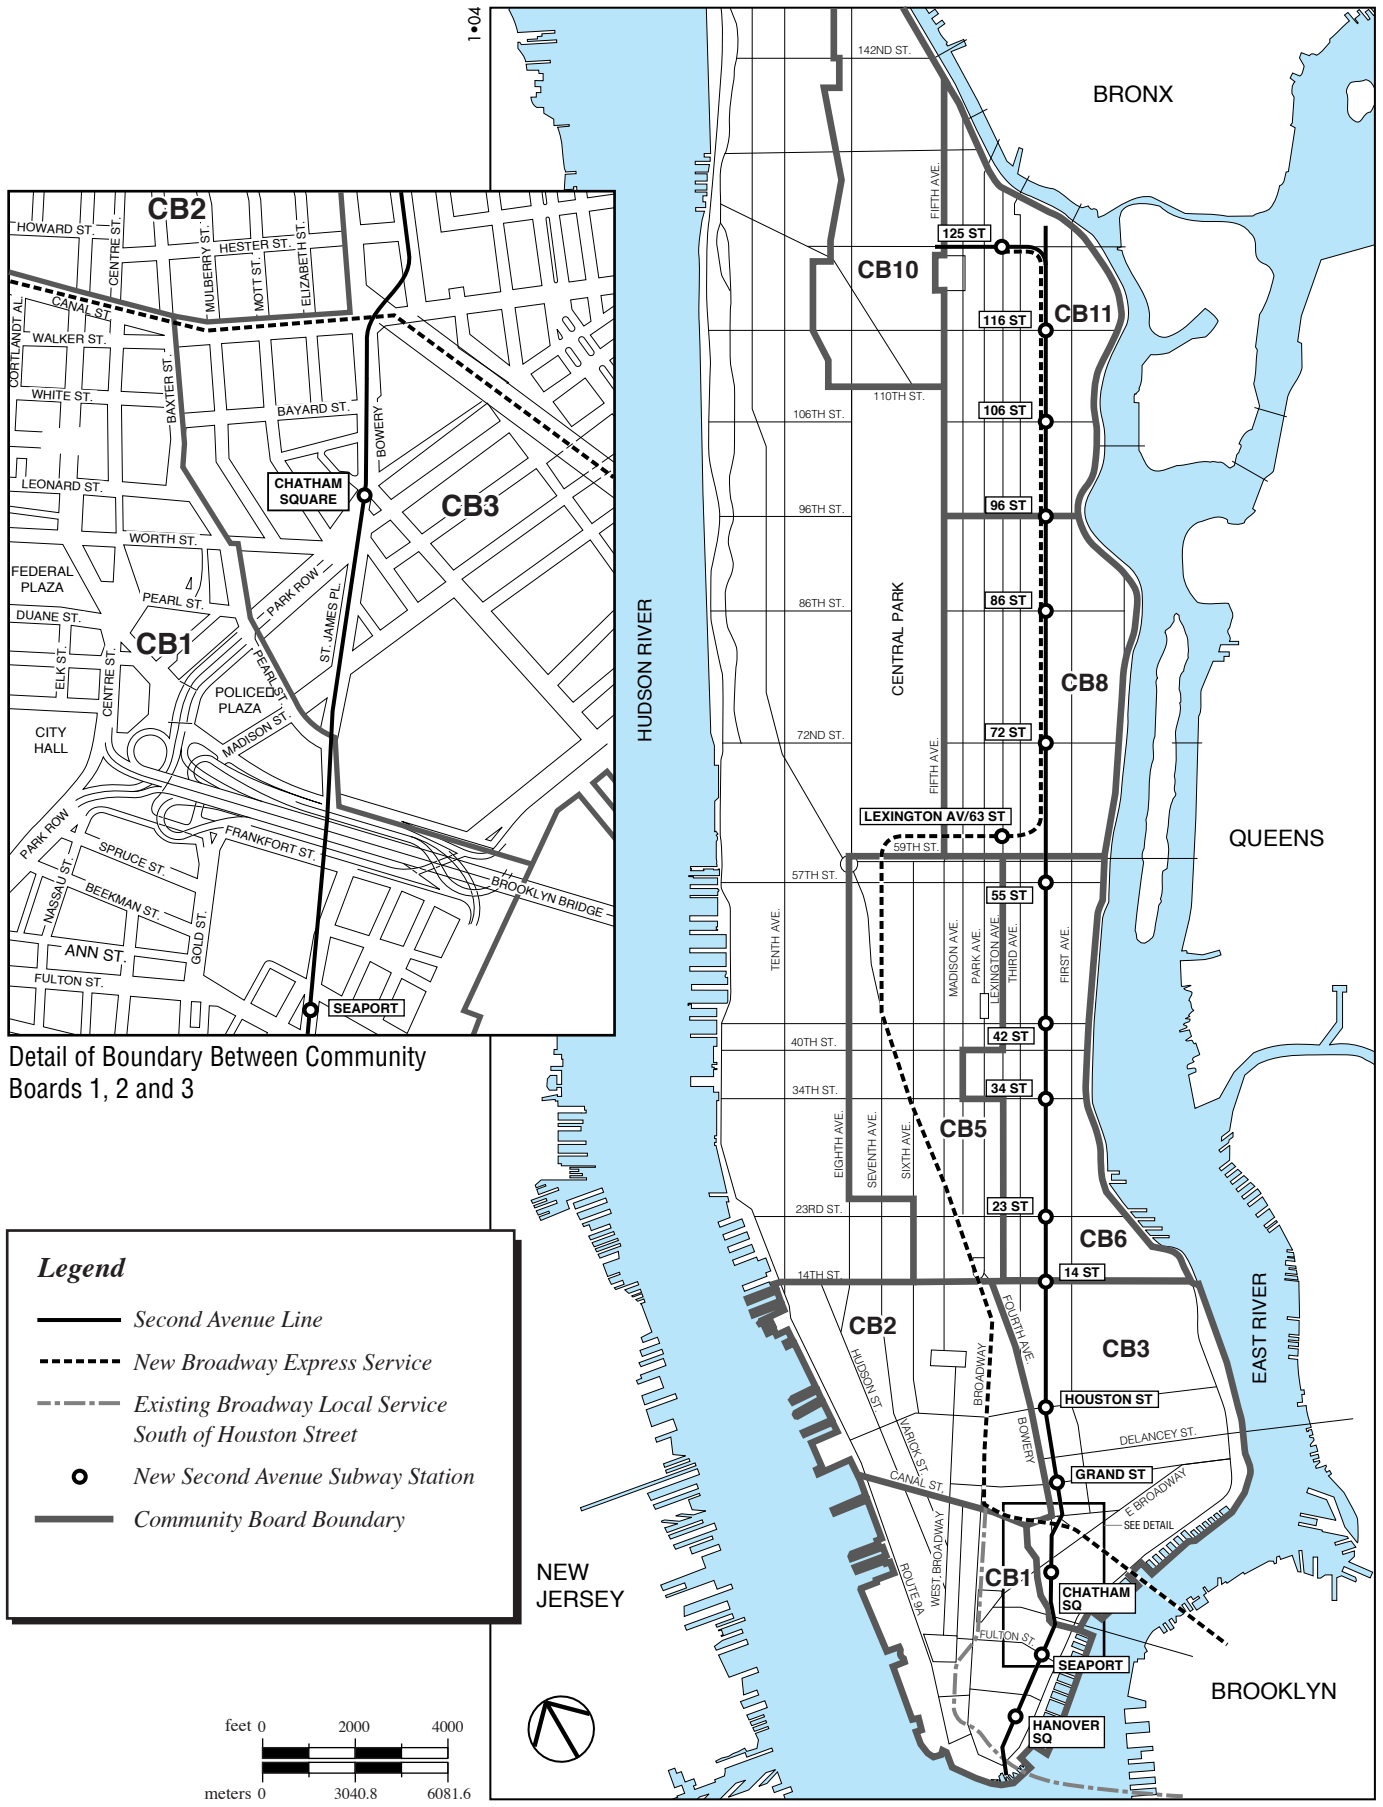 1•04
142ND ST.
BRONX
FIFTH AVE.
125 ST
CB10
CB11
116 ST
110TH ST.
106TH ST.
106 ST
96TH ST.
96 ST
CENTRAL PARK
86TH ST.
86 ST
HUDSON RIVER
CB8
72ND ST.
72 ST
FIFTH AVE.
LEXINGTON AV/63 ST
59TH ST.
QUEENS
57TH ST.
55 ST
TENTH AVE.
MADISON AVE.
PARK AVE.
LEXINGTON AVE.
THIRD AVE.
FIRST AVE.
42 ST
40TH ST.
34TH ST.
34 ST
EIGHTH AVE.
SEVENTH AVE.
SIXTH AVE.
CB5
23RD ST.
23 ST
CB6
14TH ST.
14 ST
EAST RIVER
CB2
HUDSON ST.
VARICK ST.
BROADWAY
FOURTH AVE.
BOWERY
CB3
HOUSTON ST
DELANCEY ST.
CANAL ST.
GRAND ST
E BROADWAY
SEE DETAIL
WEST. BROADWAY
ROUTE 9A
CB1
CHATHAM
SQ
FULTON ST.
SEAPORT
HANOVER
SQ
BROOKLYN
NEW
JERSEY
CB2
HOWARD ST.
CENTRE ST.
MULBERRY ST.
HESTER ST.
MOTT ST.
ELIZABETH ST.
CANAL ST
CORTLANDT AL.
WALKER ST.
WHITE ST.
BAXTER ST.
BAYARD ST.
BOWERY
LEONARD ST.
CHATHAM
SQUARE
CB3
WORTH ST.
FEDERAL
PLAZA
PARK ROW
PEARL ST.
DUANE ST.
CB1
ST. JAMES PL.
ELK ST.
CENTRE ST.
PEARL ST.
POLICE
PLAZA
CITY
HALL
MADISON ST.
PARK ROW
FRANKFORT ST.
SPRUCE ST.
NASSAU ST.
BEEKMAN ST.
BROOKLYN BRIDGE
GOLD ST.
ANN ST.
FULTON ST.
SEAPORT
Detail of Boundary Between Community
Boards 1, 2 and 3
Legend
Second Avenue Line
New Broadway Express Service
Existing Broadway Local Service
South of Houston Street
New Second Avenue Subway Station
Community Board Boundary
feet 0 2000 4000
meters 0 3040.8 6081.6